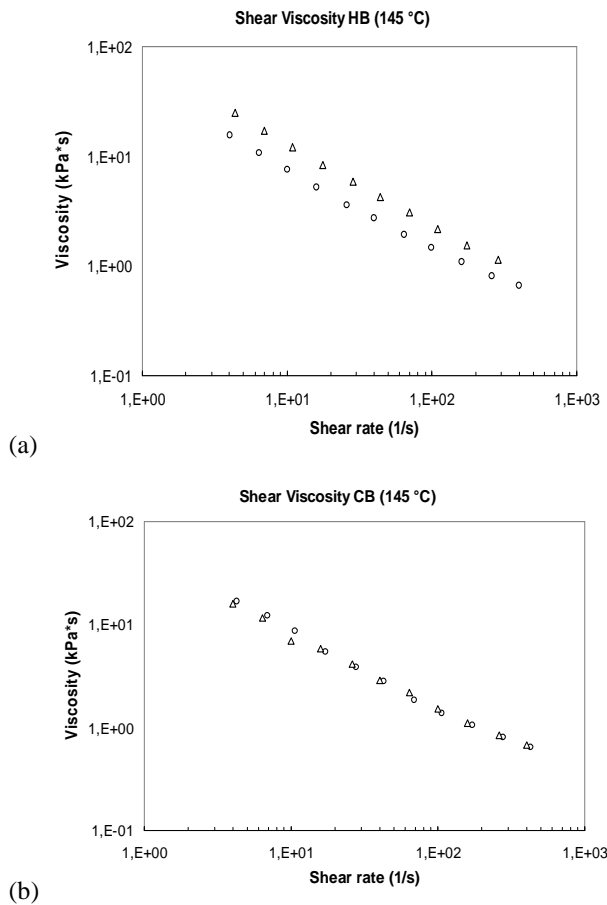 Shear Viscosity HB (145 °C)
1,E+02
1,E+01
1,E+00
1,E-01
Viscosity (kPa*s)
1,E+00 1,E+01 1,E+02 1,E+03
Shear rate (1/s)
(a)
Shear Viscosity CB (145 °C)
1,E+02
1,E+01
1,E+00
1,E-01
Viscosity (kPa*s)
1,E+00 1,E+01 1,E+02 1,E+03
Shear rate (1/s)
(b)